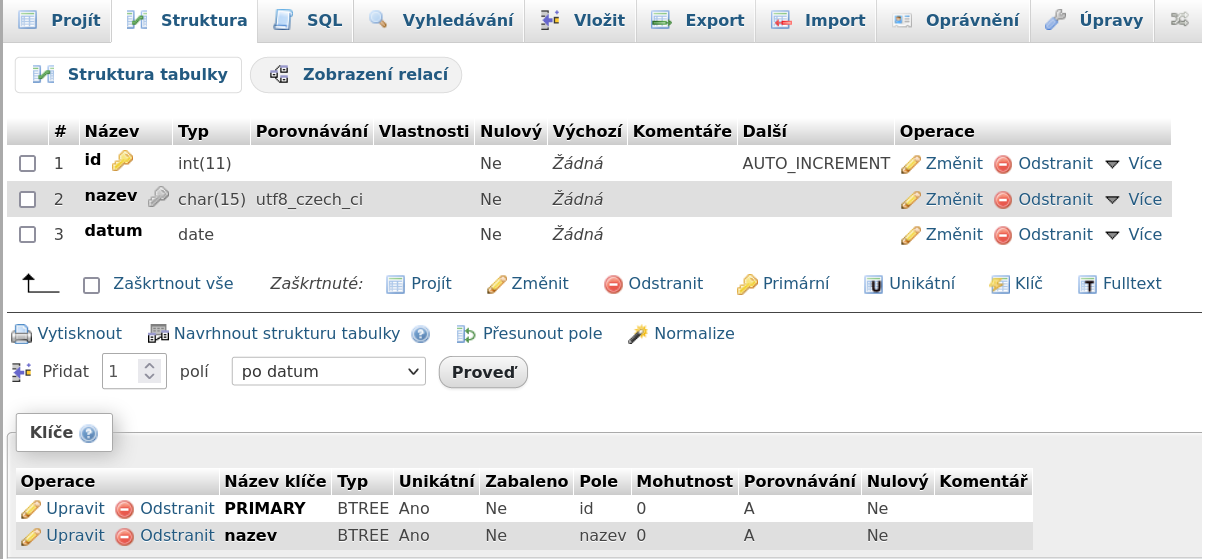 Projít Struktura SQL Vyhledávání Vložit Export Import Oprávnění Úpravy
Struktura tabulky Zobrazení relací
# Název Typ Porovnávání Vlastnosti Nulový Výchozí Komentáře Další Operace
1 id int(11) Ne Žádná AUTO_INCREMENT Změnit Odstranit Více
2 nazev char(15) utf8_czech_ci Ne Žádná Změnit Odstranit Více
3 datum date Ne Žádná Změnit Odstranit Více
Zaškrtnout vše Zaškrtnuté: Projít Změnit Odstranit Primární Unikátní Klíč Fulltext
Vytisknout Navrhnout strukturu tabulky Přesunout pole Normalize
Přidat 1 polí po datum Proveď
Klíče
Operace Název klíče Typ Unikátní Zabaleno Pole Mohutnost Porovnávání Nulový Komentář
Upravit Odstranit PRIMARY BTREE Ano Ne id 0 A Ne
Upravit Odstranit nazev BTREE Ano Ne nazev 0 A Ne